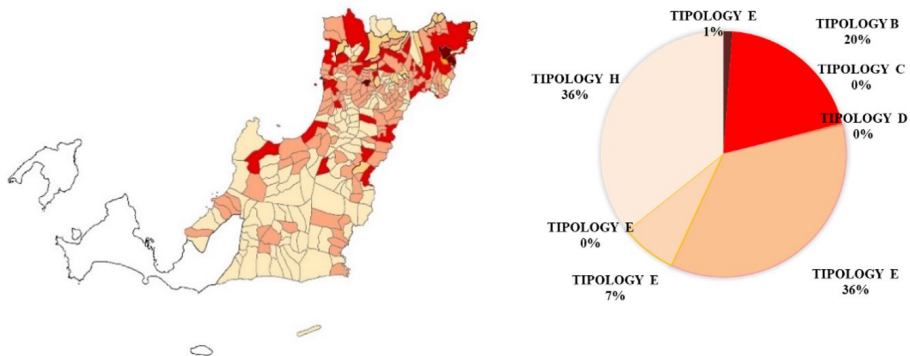 TIPOLOGY E
1%
TIPOLOGY B
20%
TIPOLOGY C
0%
TIPOLOGY D
0%
TIPOLOGY E
36%
TIPOLOGY E
7%
TIPOLOGY E
0%
TIPOLOGY H
36%